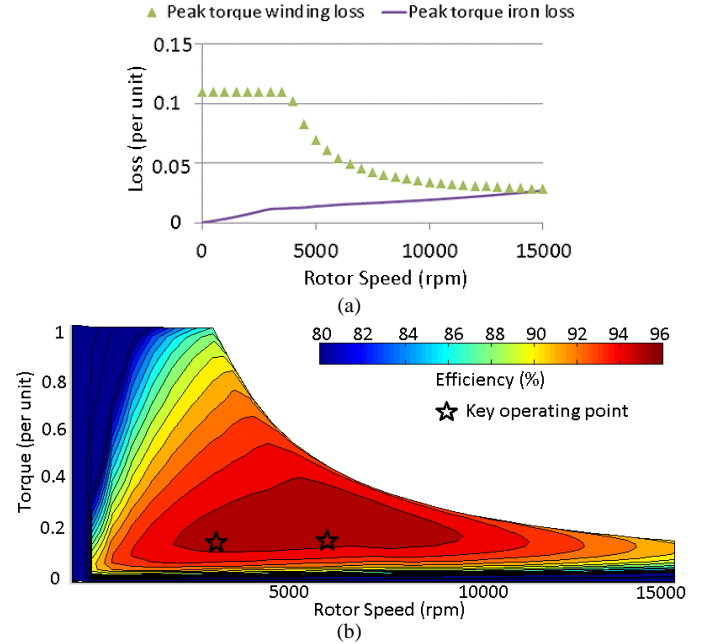 Peak torque winding loss
Peak torque iron loss
0.15
0.1
0.05
0
Loss (per unit)
0
5000
10000
15000
Rotor Speed (rpm)
(a)
1
0.8
0.6
0.4
0.2
0
Torque (per unit)
80 82 84 86 88 90 92 94 96
Efficiency (%)
Key operating point
5000
10000
15000
Rotor Speed (rpm)
(b)